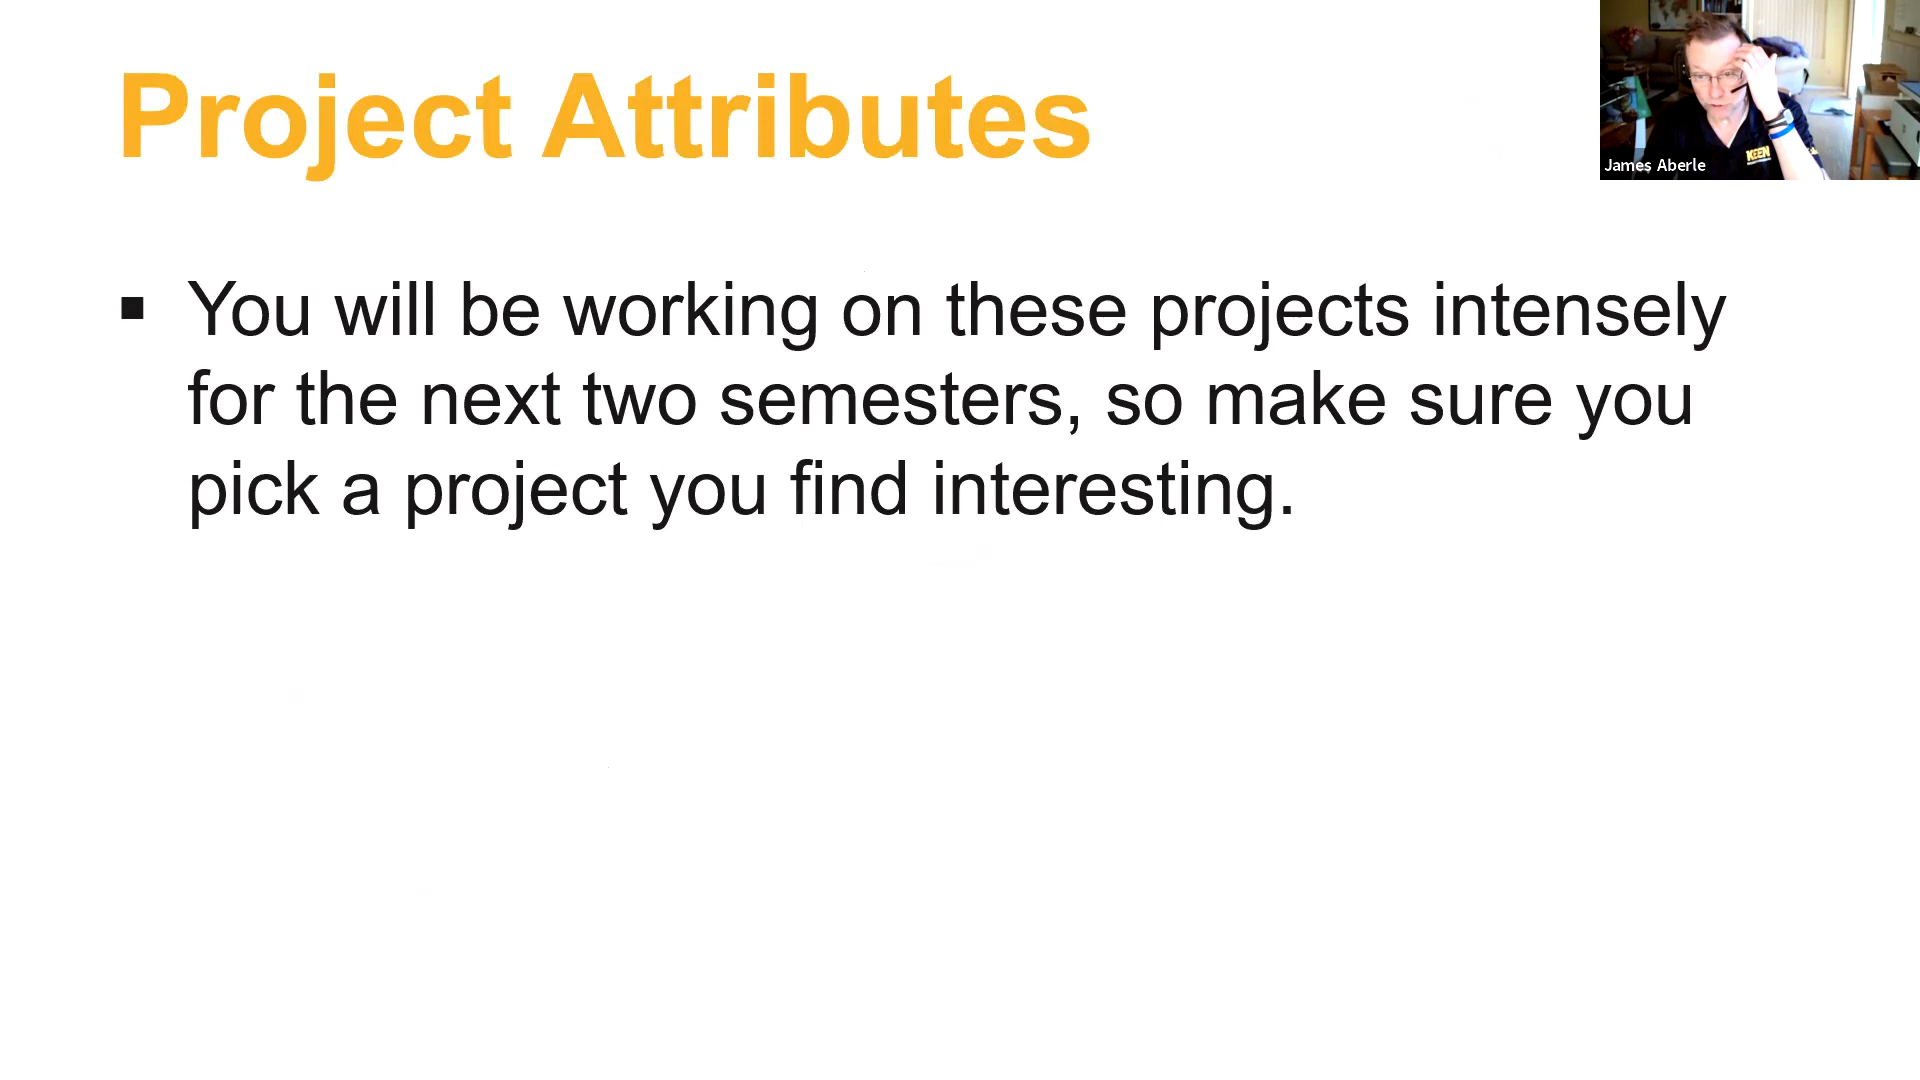 Project Attributes
▪ You will be working on these projects intensely
for the next two semesters, so make sure you
pick a project you find interesting.
KEEN
James Aberle